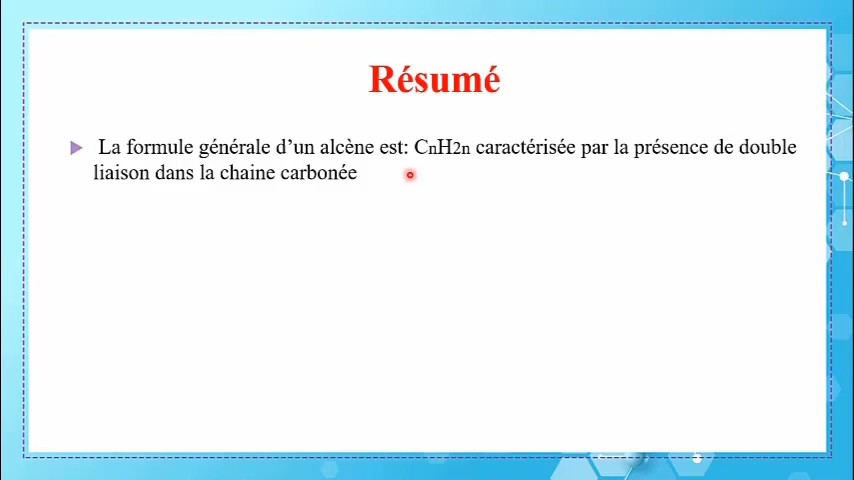 Résumé
La formule générale d’un alcène est: CnH2n caractérisée par la présence de double
liaison dans la chaine carbonée